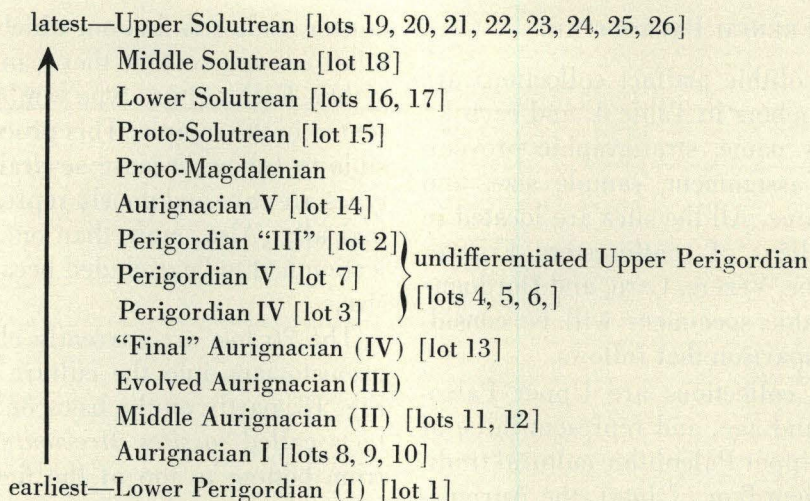 latest—Upper Solutrean [lots 19, 20, 21, 22, 23, 24, 25, 26]
Middle Solutrean [lot 18]
Lower Solutrean [lots 16, 17]
Proto-Solutrean [lot 15]
Proto-Magdalenian
Aurignacian V [lot 14]
Perigordian “III” [lot 2]
Perigordian V [lot 7]
Perigordian IV [lot 3]
undifferentiated Upper Perigordian
[lots 4, 5, 6,]
“Final” Aurignacian (IV) [lot 13]
Evolved Aurignacian (III)
Middle Aurignacian (II) [lots 11, 12]
Aurignacian I [lots 8, 9, 10]
earliest—Lower Perigordian (I) [lot 1]